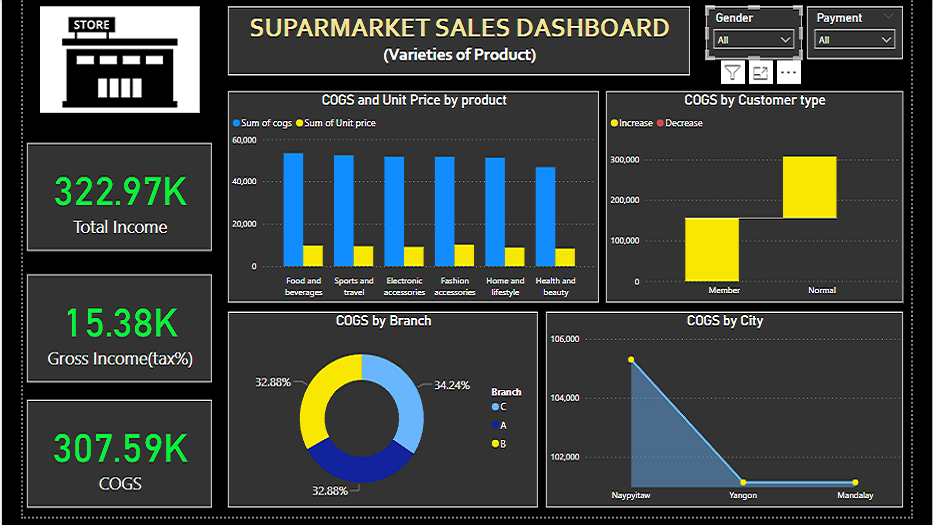 STORE
SUPARMARKET SALES DASHBOARD
(Varieties of Product)
Gender
All
Payment
All
322.97K
Total Income
15.38K
Gross Income(tax%)
307.59K
COGS
COGS and Unit Price by product
Sum of cogs Sum of Unit price
60,000
40,000
20,000
0
Food and beverages
Sports and travel
Electronic accessories
Fashion accessories
Home and lifestyle
Health and beauty
COGS by Customer type
Increase Decrease
300,000
200,000
100,000
0
Member Normal
COGS by Branch
32.88%
34.24%
32.88%
Branch
C
A
B
COGS by City
106,000
104,000
102,000
Naypyitaw Yangon Mandalay